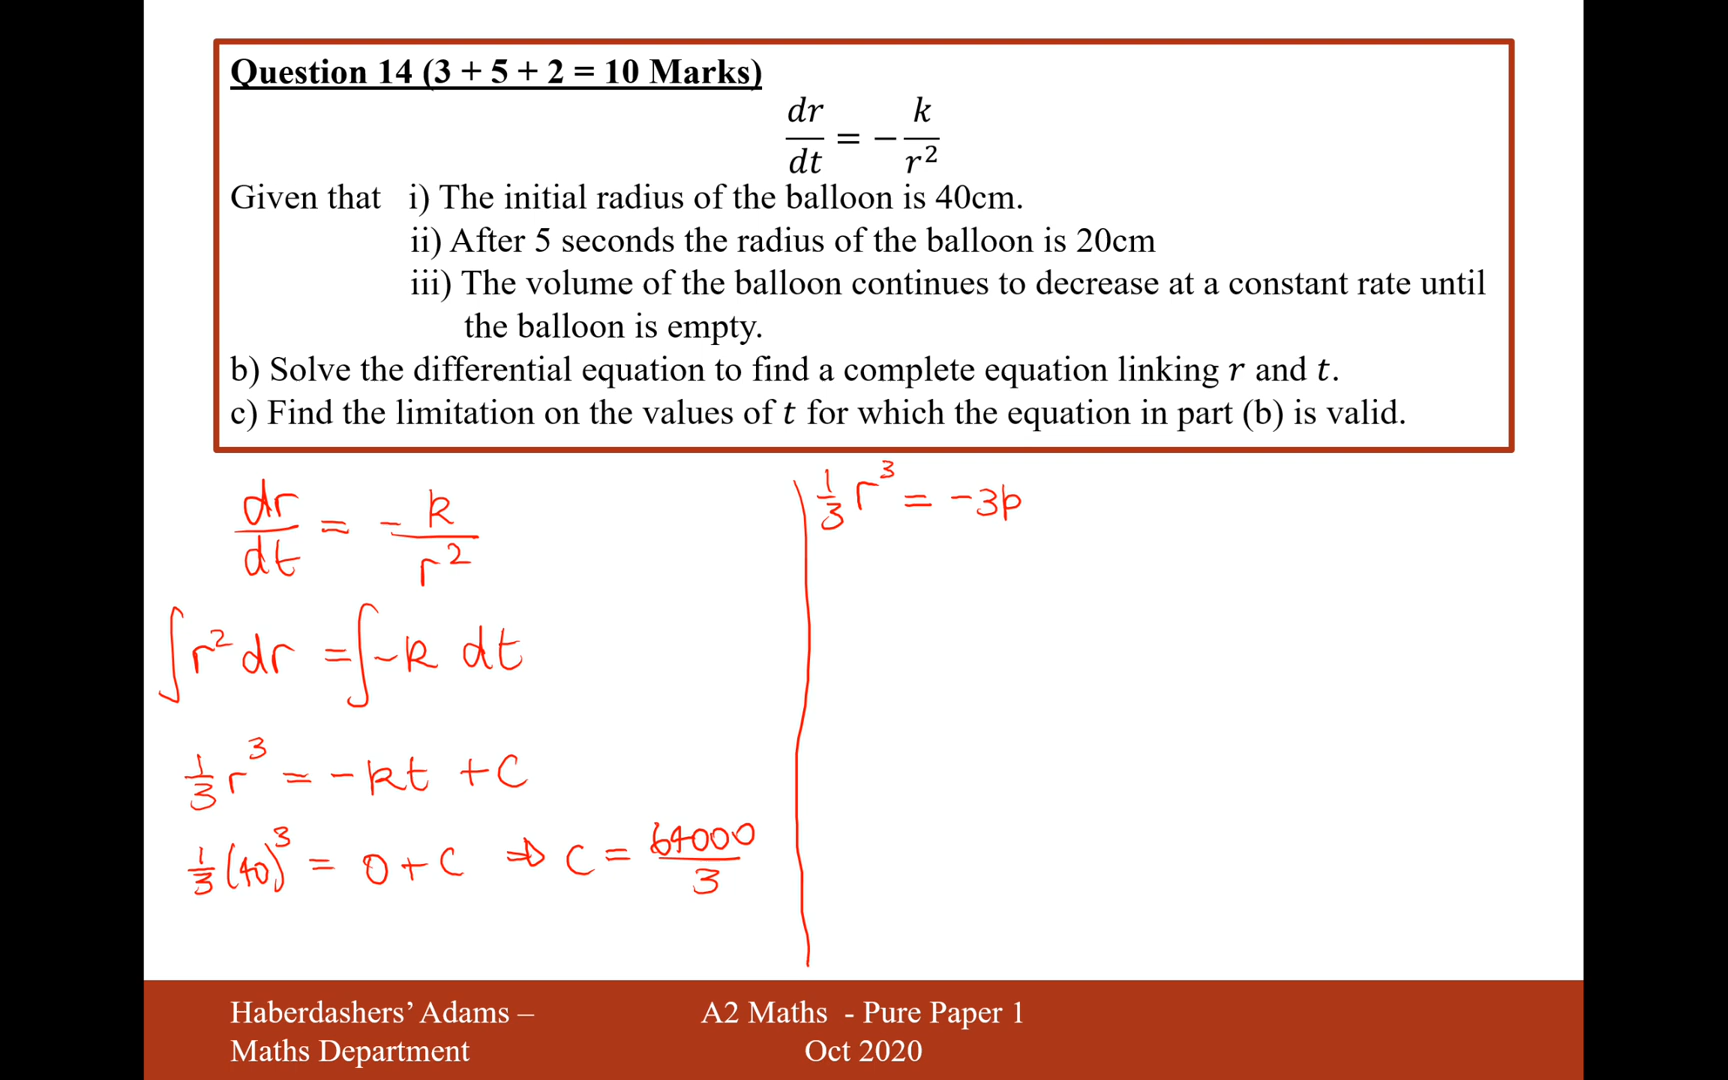 Question 14 (3 + 5 + 2 = 10 Marks)
dr/dt = − k/r²
Given that i) The initial radius of the balloon is 40cm.
ii) After 5 seconds the radius of the balloon is 20cm
iii) The volume of the balloon continues to decrease at a constant rate until
the balloon is empty.
b) Solve the differential equation to find a complete equation linking r and t.
c) Find the limitation on the values of t for which the equation in part (b) is valid.
dr/dt = - k/r²
∫r² dr = ∫-k dt
1/3 r³ = -kt + C
1/3 (40)³ = 0 + C ⇒ C = 64000/3
1/3 r³ = -3p
Haberdashers’ Adams –
Maths Department
A2 Maths - Pure Paper 1
Oct 2020